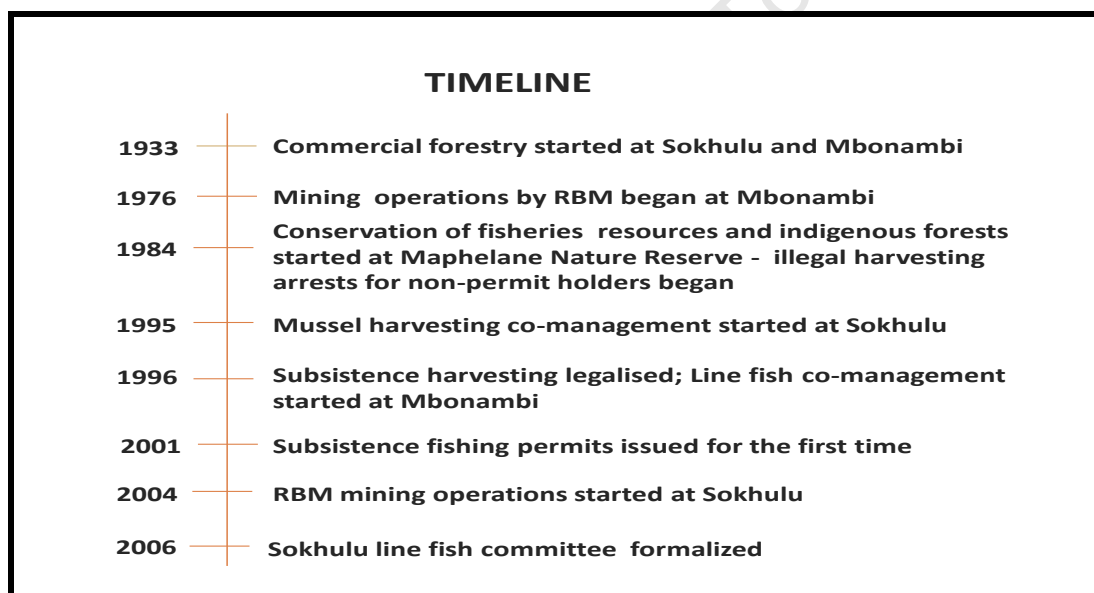 TIMELINE
1933 Commercial forestry started at Sokhulu and Mbonambi
1976 Mining operations by RBM began at Mbonambi
1984 Conservation of fisheries resources and indigenous forests
started at Maphelane Nature Reserve - illegal harvesting
arrests for non-permit holders began
1995 Mussel harvesting co-management started at Sokhulu
1996 Subsistence harvesting legalised; Line fish co-management
started at Mbonambi
2001 Subsistence fishing permits issued for the first time
2004 RBM mining operations started at Sokhulu
2006 Sokhulu line fish committee formalized